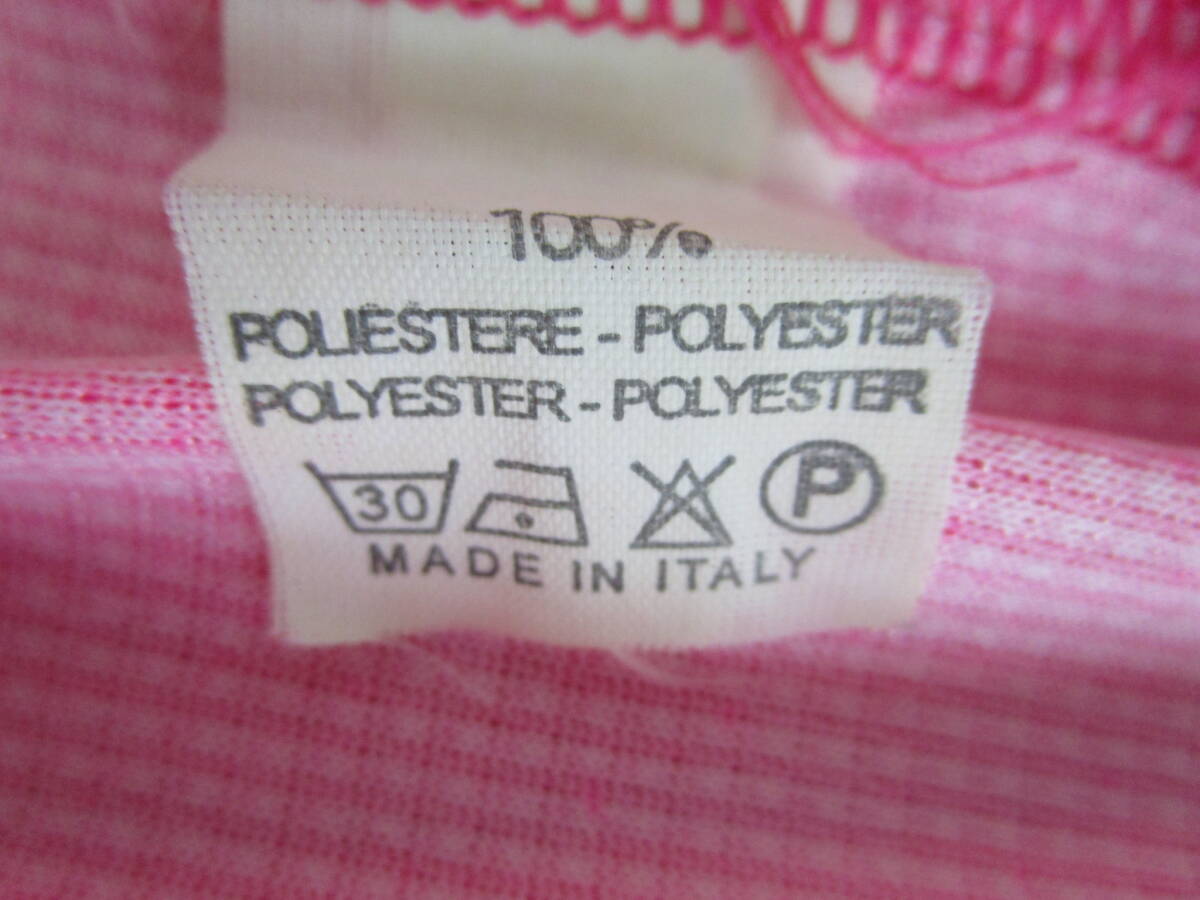 100%
POLIESTERE - POLYESTER
POLYESTER - POLYESTER
30 P
MADE IN ITALY